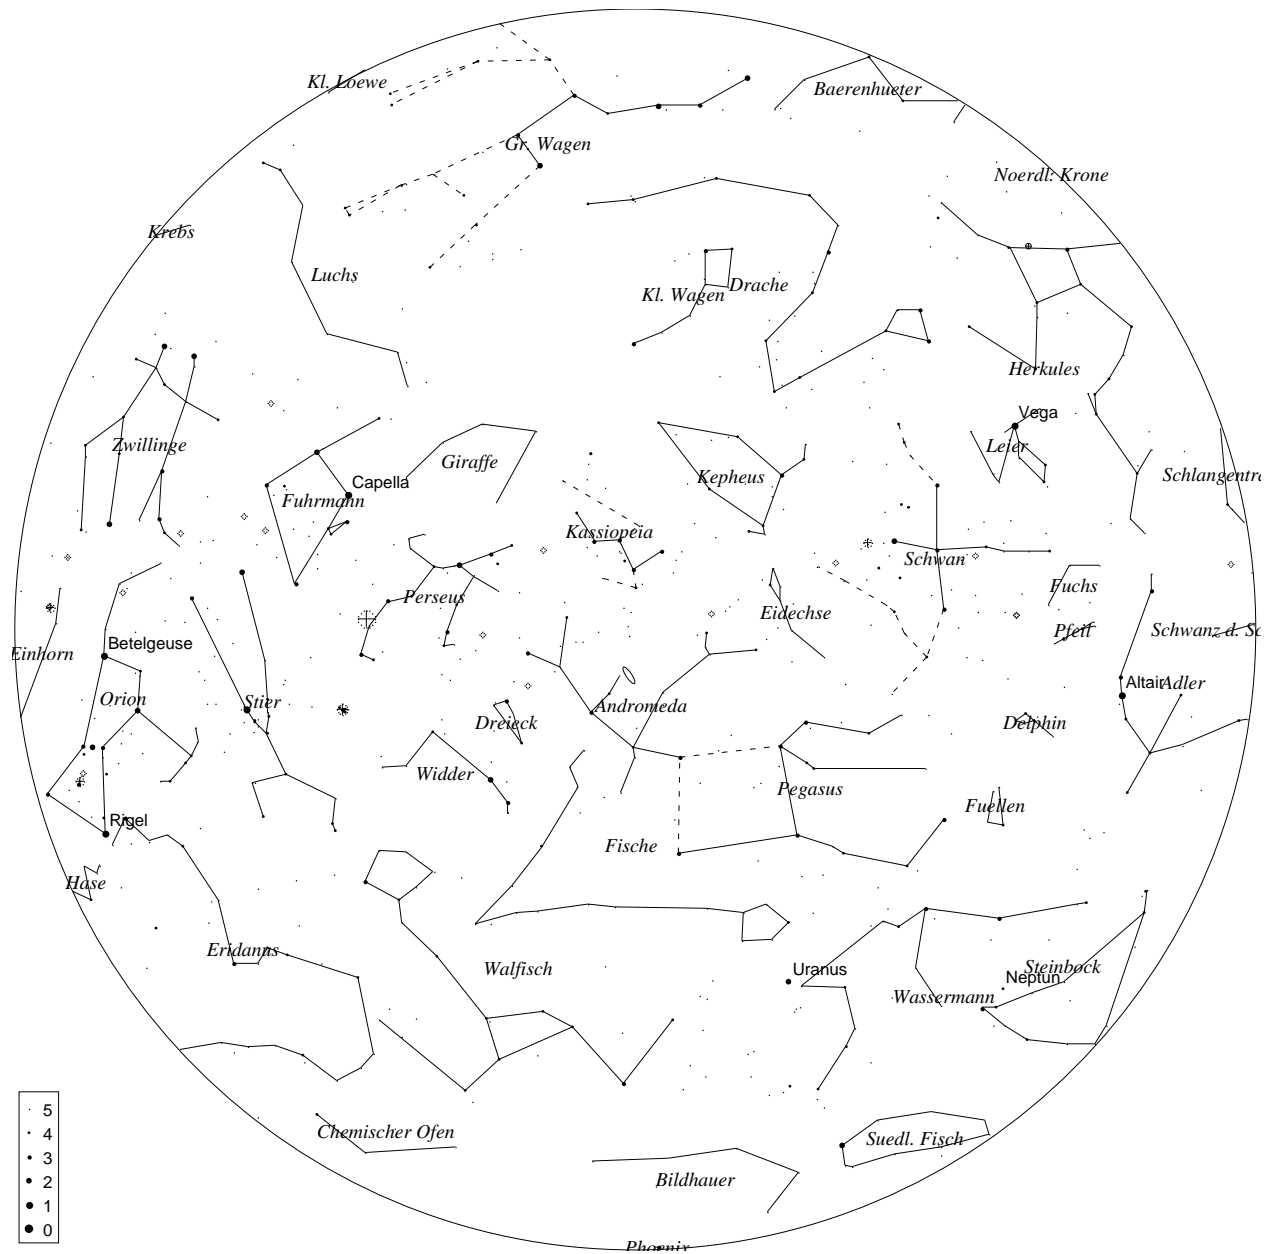 Kl. Loewe
Baerenhueter
Gr. Wagen
Noerdl. Krone
Krebs
Luchs
Drache
Kl. Wagen
Herkules
Vega
Zwillinge
Leier
Giraffe
Kepheus
Schlangentra
Capella
Fuhrmann
Kassiopeia
Schwan
Fuchs
Perseus
Eidechse
Pfeil
Schwanz d. Sc
Betelgeuse
Einhorn
Altair
Adler
Orion
Stier
Andromeda
Dreieck
Delphin
Widder
Pegasus
Fuellen
Rigel
Fische
Hase
Eridanus
Walfisch
Uranus
Steinbock
Neptun
Wassermann
5
4
3
2
1
0
Chemischer Ofen
Suedl. Fisch
Bildhauer
Phoenix